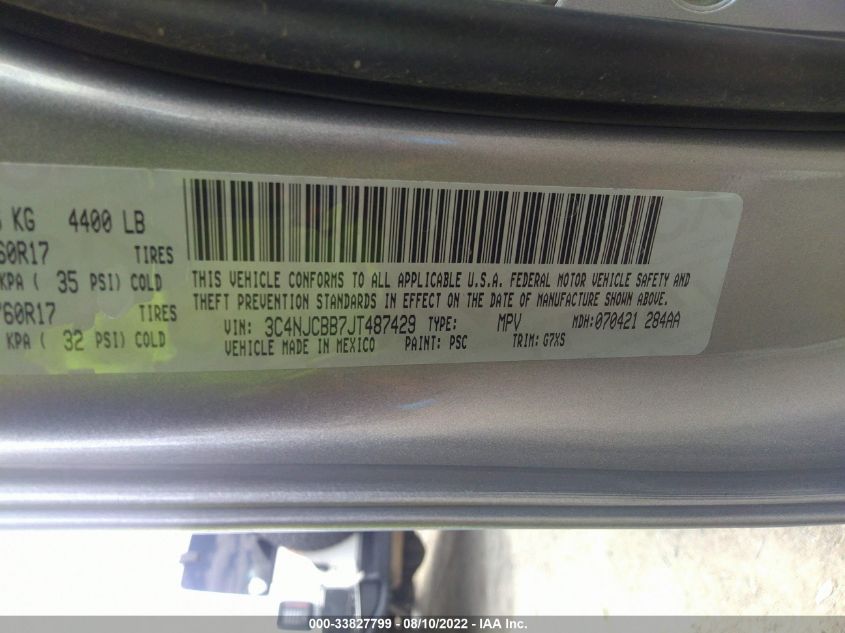 KG 4400 LB
60R17 TIRES
KPA ( 35 PSI) COLD
/60R17 TIRES
KPA ( 32 PSI) COLD
THIS VEHICLE CONFORMS TO ALL APPLICABLE U.S.A. FEDERAL MOTOR VEHICLE SAFETY AND
THEFT PREVENTION STANDARDS IN EFFECT ON THE DATE OF MANUFACTURE SHOWN ABOVE.
VIN: 3C4NJCBB7JT487429 TYPE: MPV MDH:070421 284AA
VEHICLE MADE IN MEXICO PAINT: PSC TRIM: G7XS
000-33827799 - 08/10/2022 - IAA Inc.